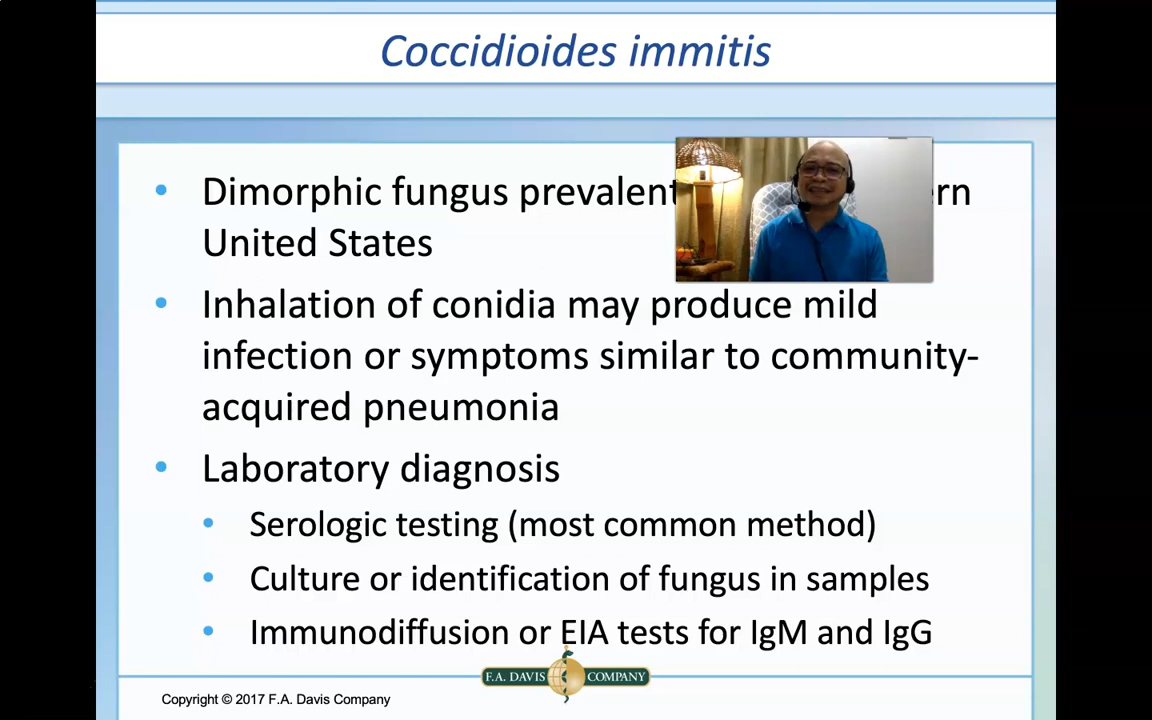 Coccidioides immitis
• Dimorphic fungus prevalent
United States
• Inhalation of conidia may produce mild
infection or symptoms similar to community-
acquired pneumonia
• Laboratory diagnosis
• Serologic testing (most common method)
• Culture or identification of fungus in samples
• Immunodiffusion or EIA tests for IgM and IgG
F.A. DAVIS COMPANY
Copyright © 2017 F.A. Davis Company